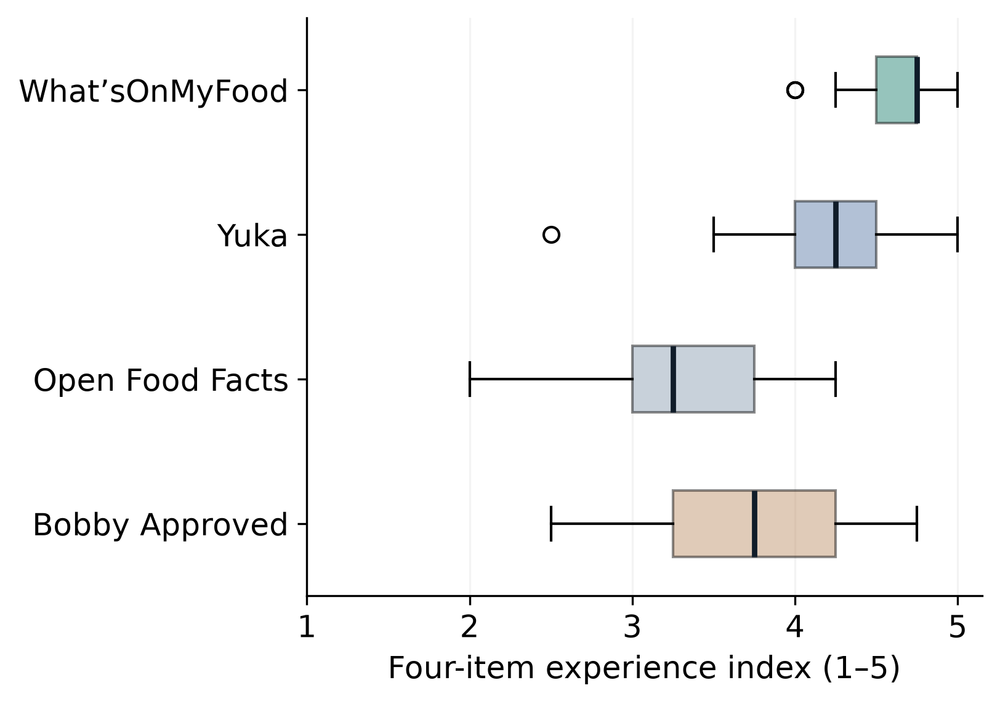 What’sOnMyFood
Yuka
Open Food Facts
Bobby Approved
1 2 3 4 5
Four-item experience index (1–5)